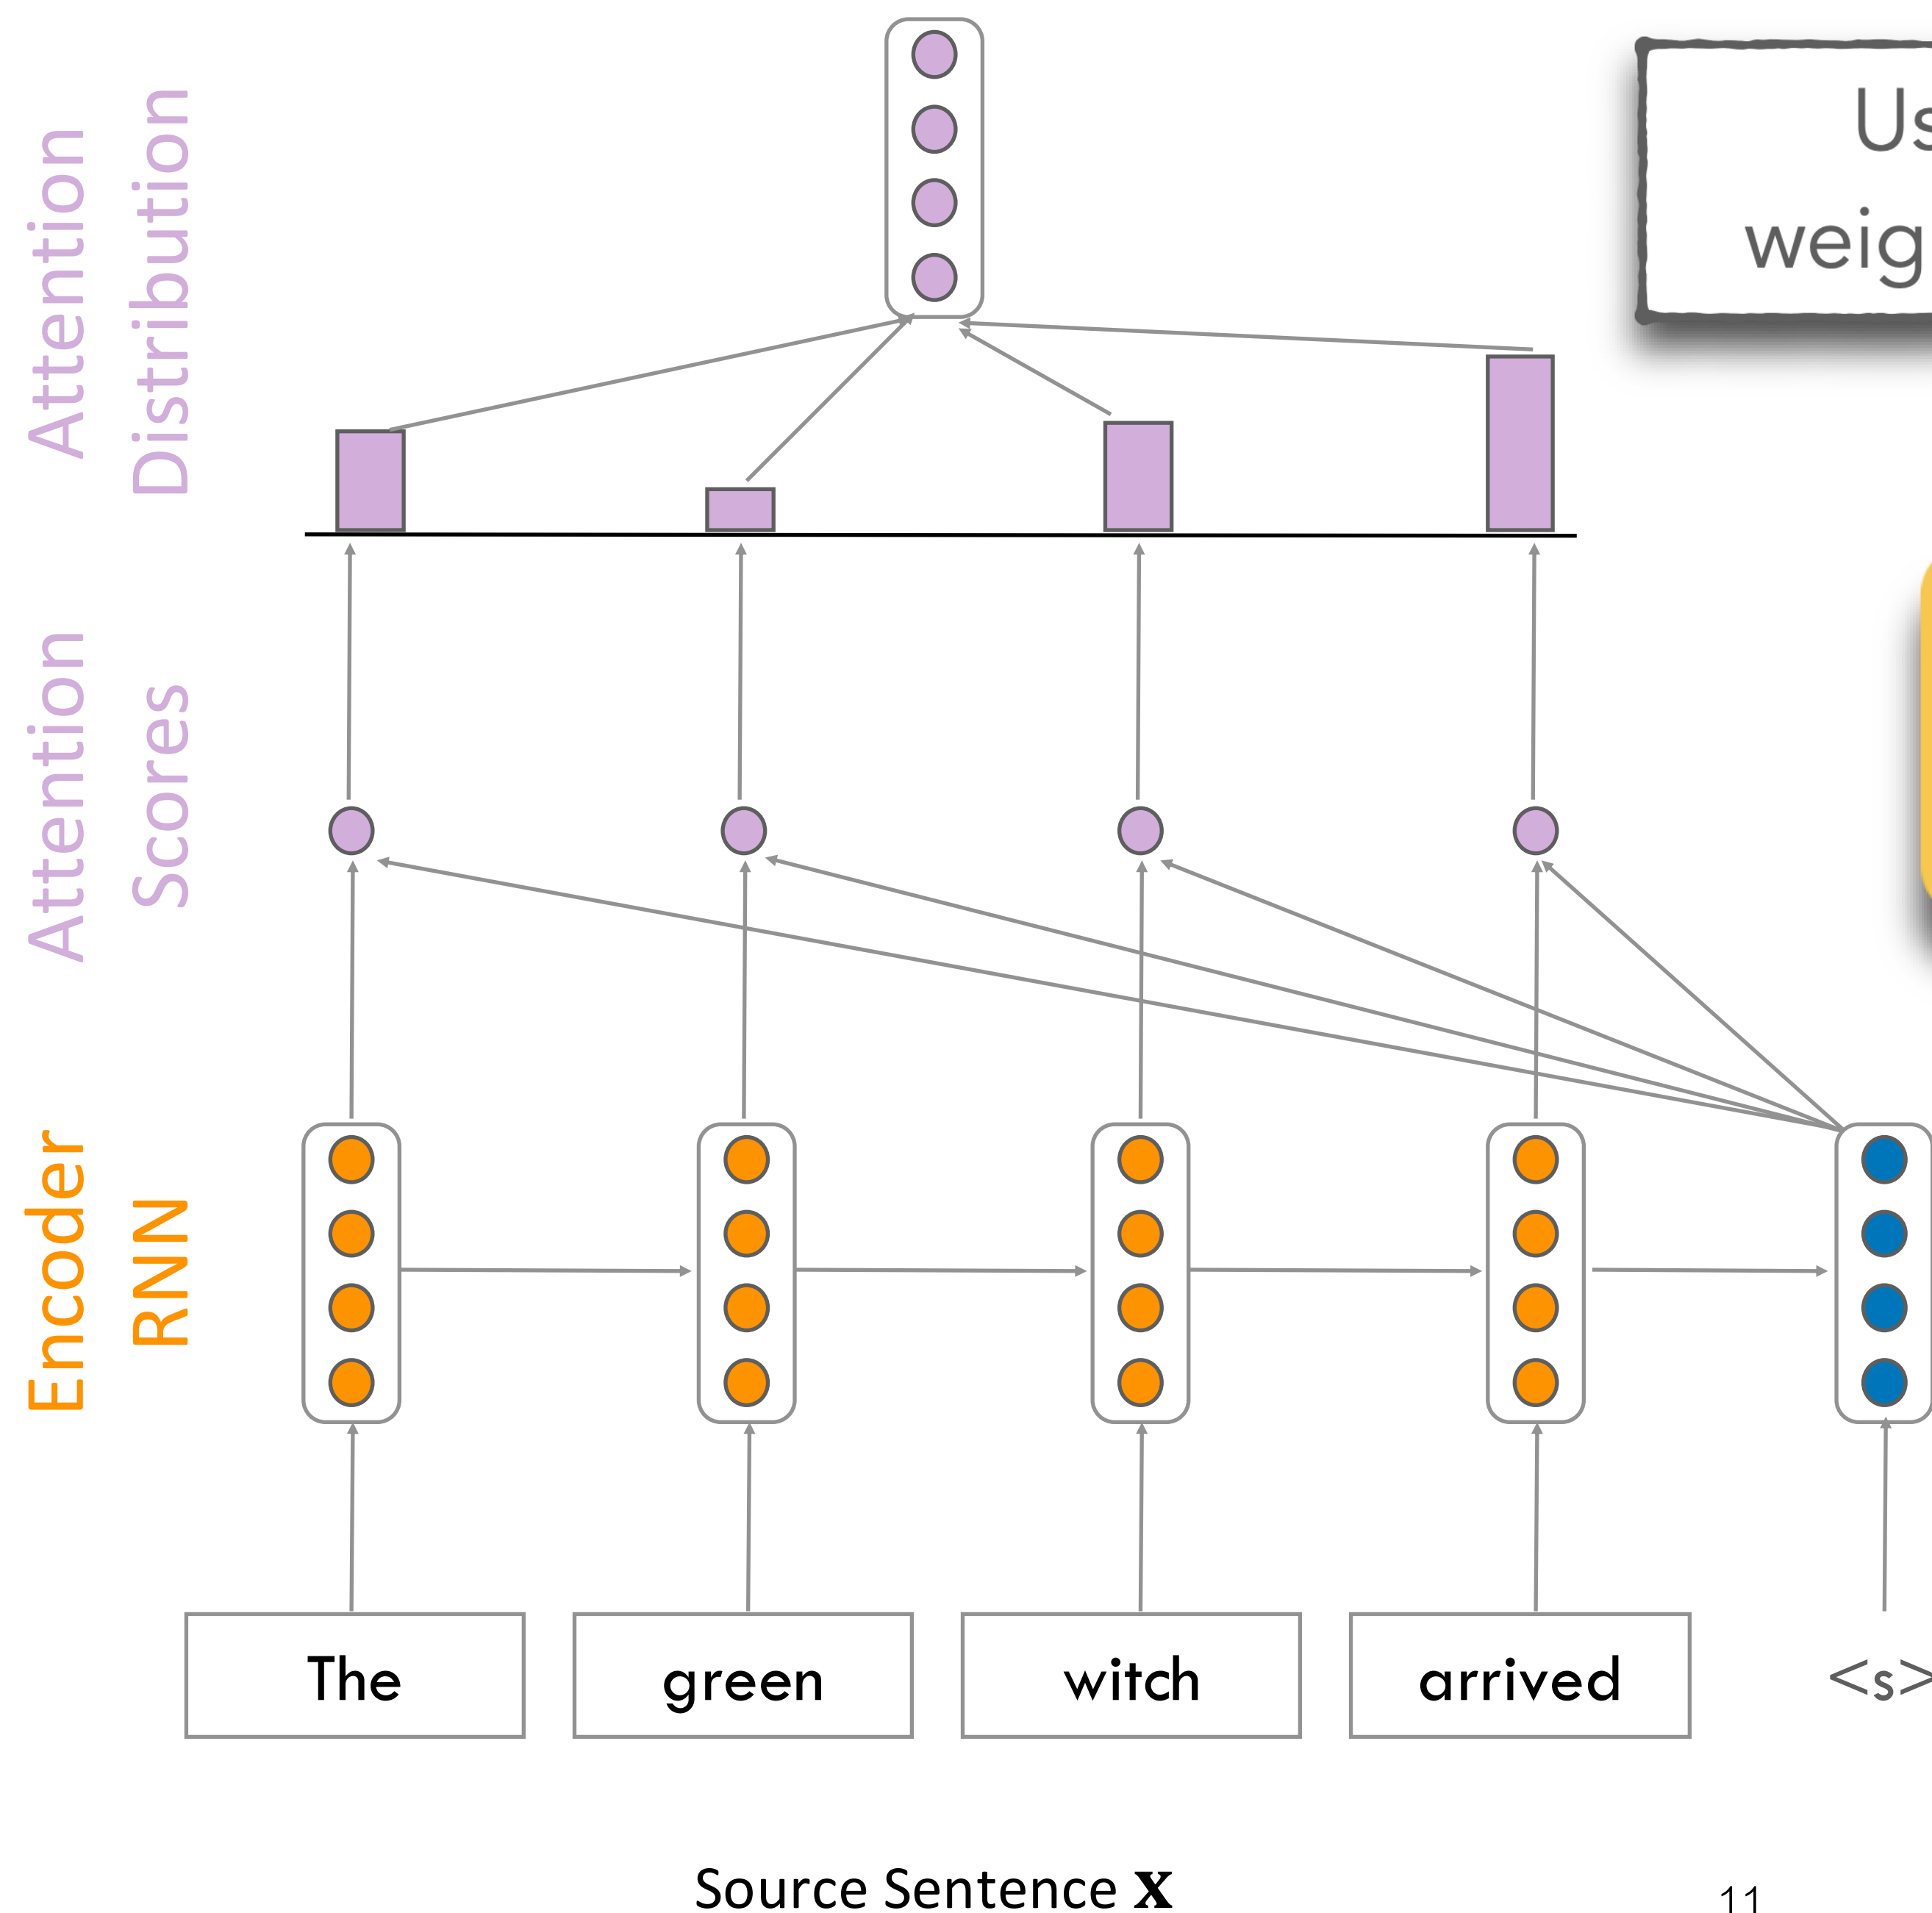 Attention
Distribution
Attention
Scores
Encoder
RNN
The
green
witch
arrived
<s>
Source Sentence x
11